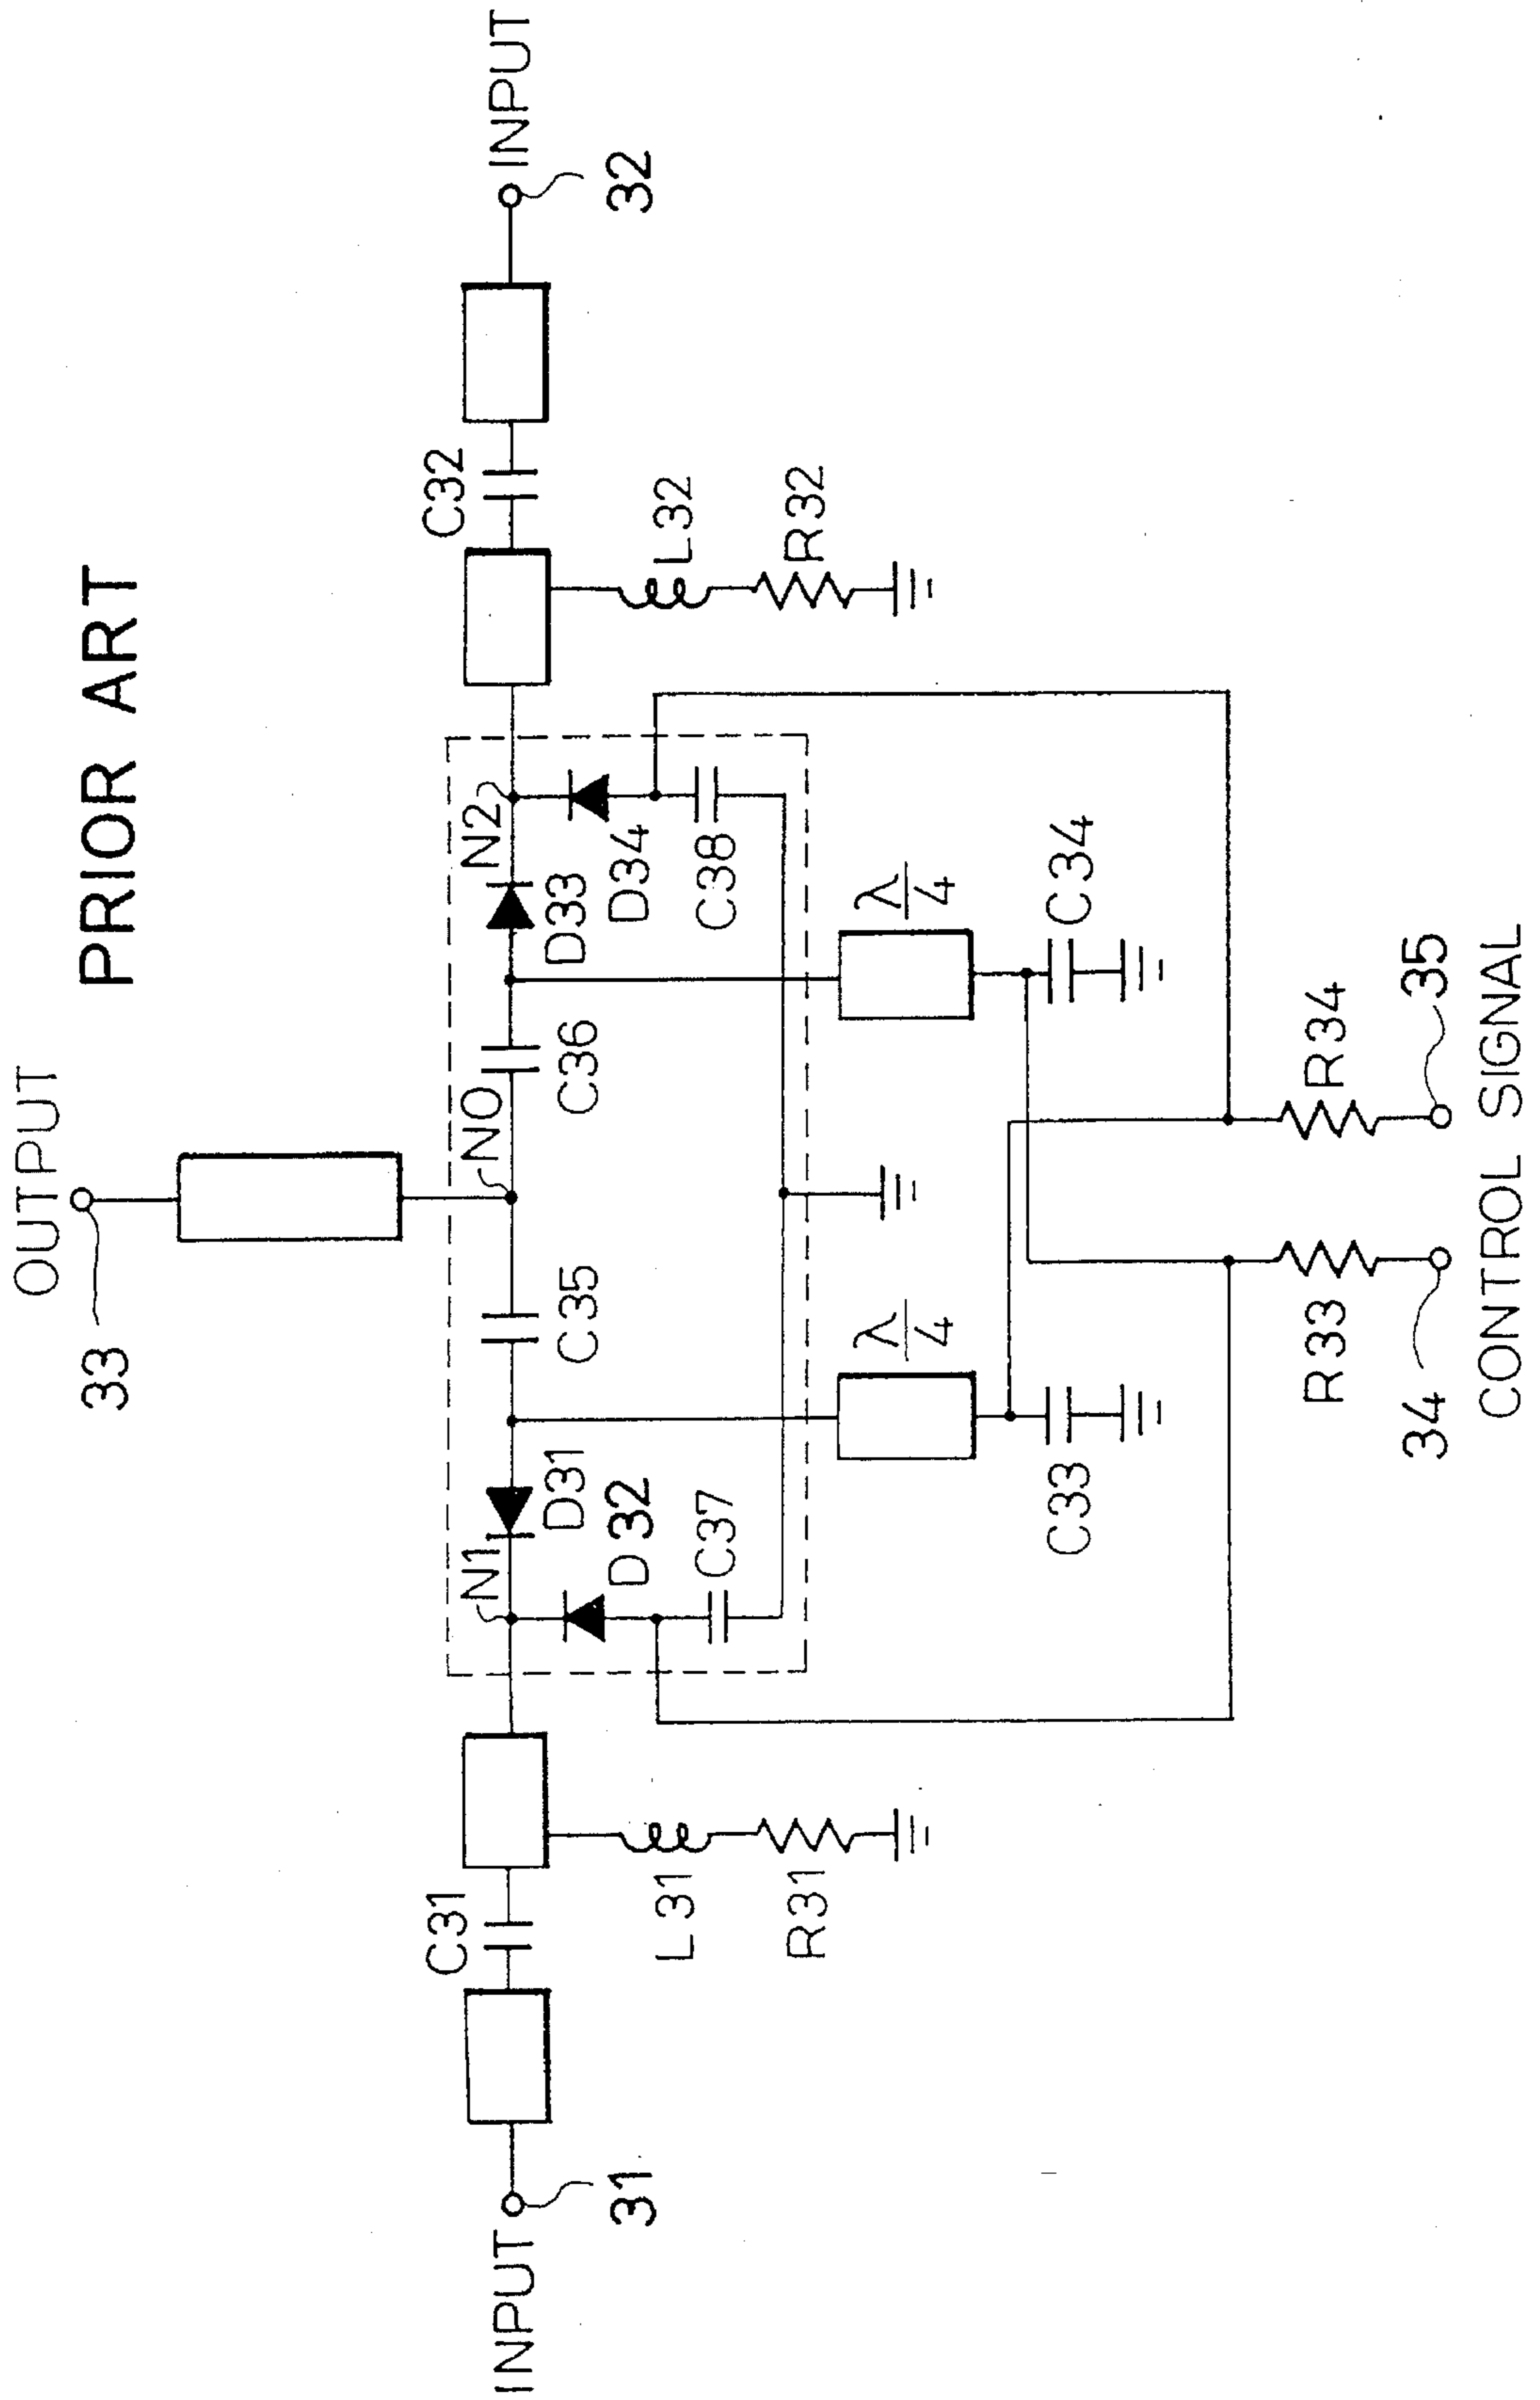 PRIOR ART
OUTPUT
33
C31
N1
N0
N2
C32
INPUT
INPUT
31
D31
C35
C36
D33
32
D32
D34
L31
C37
C38
L32
R31
R32
λ/4
λ/4
C33
C34
R33
R34
34
35
CONTROL SIGNAL